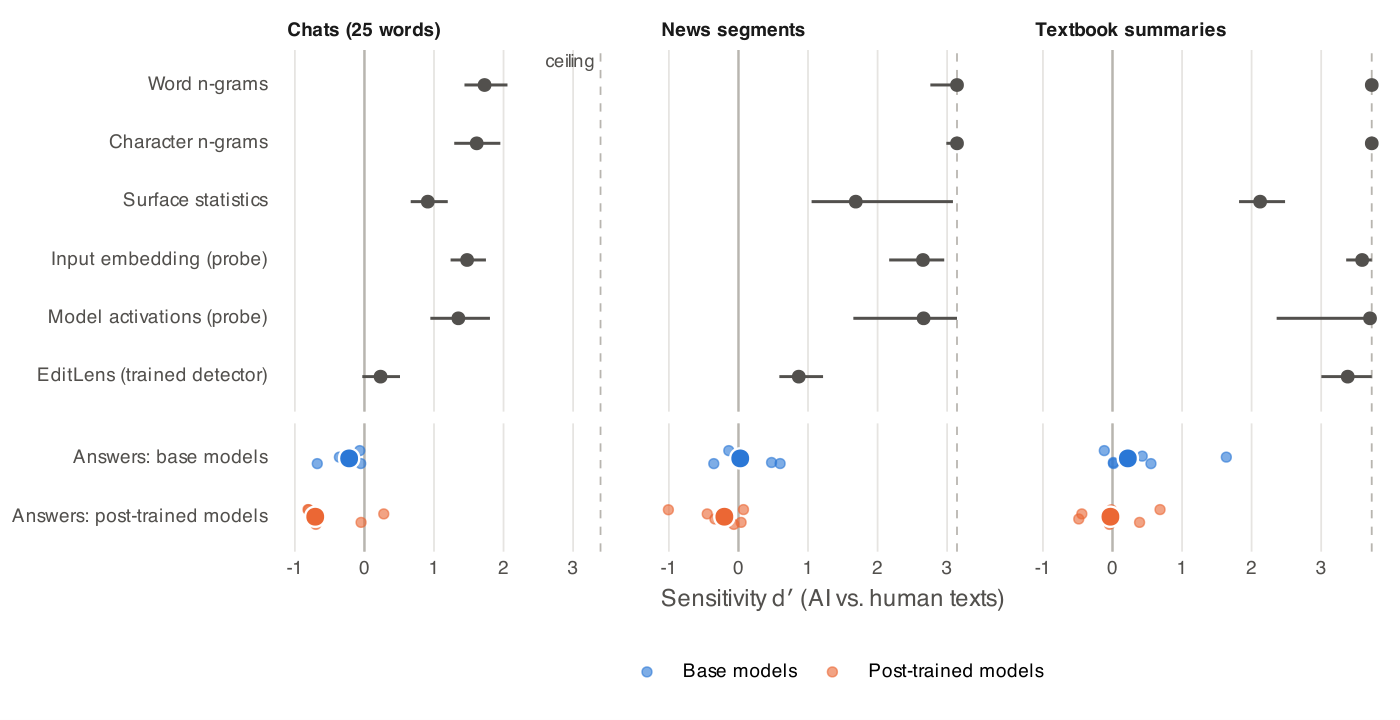 Chats (25 words)
News segments
Textbook summaries
ceiling
Word n-grams
Character n-grams
Surface statistics
Input embedding (probe)
Model activations (probe)
EditLens (trained detector)
Answers: base models
Answers: post-trained models
-1 0 1 2 3
-1 0 1 2 3
-1 0 1 2 3
Sensitivity d′ (AI vs. human texts)
Base models
Post-trained models